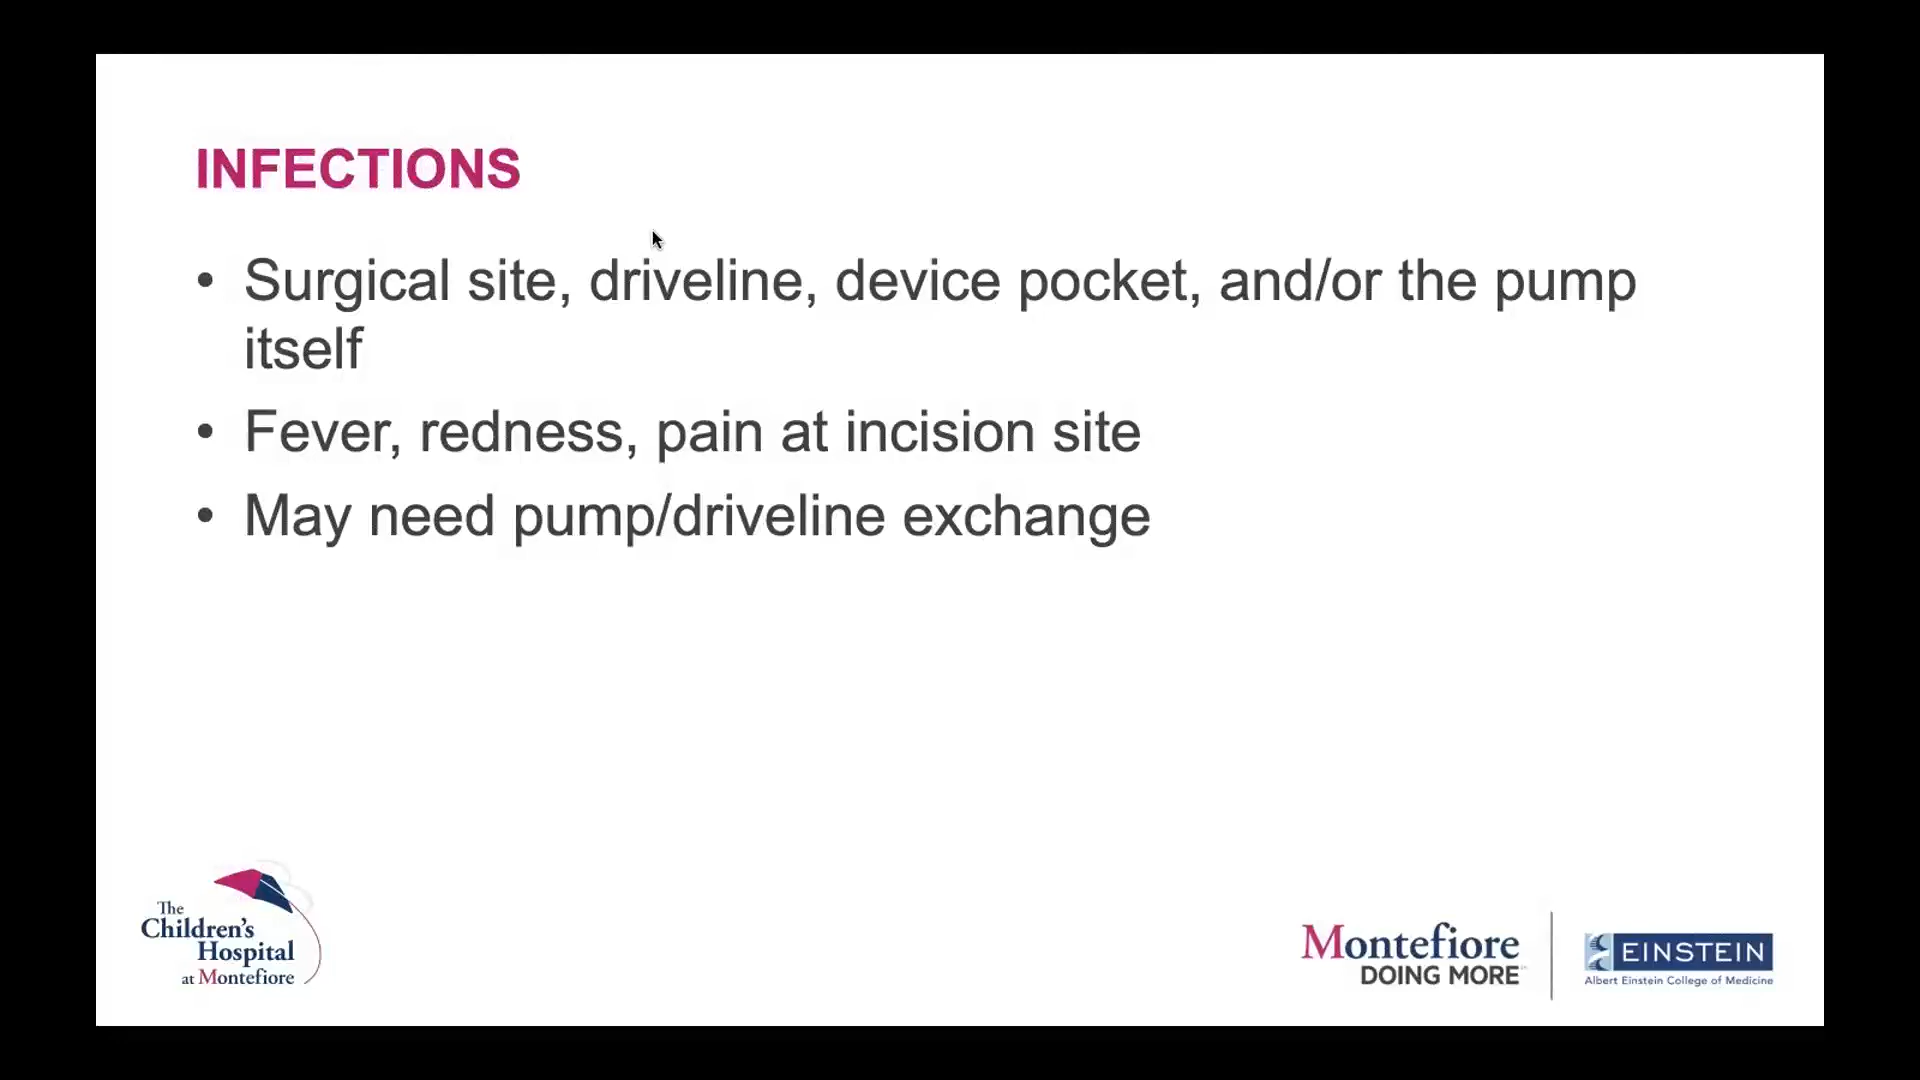 INFECTIONS
• Surgical site, driveline, device pocket, and/or the pump
itself
• Fever, redness, pain at incision site
• May need pump/driveline exchange
The
Children's
Hospital
at Montefiore
Montefiore
DOING MORE
EINSTEIN
Albert Einstein College of Medicine